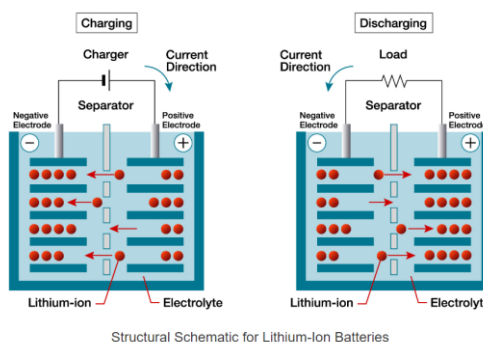 Charging
Charger
Current
Direction
Separator
Negative
Electrode
Positive
Electrode
−
+
Lithium-ion
Electrolyte
Discharging
Load
Current
Direction
Separator
Negative
Electrode
Positive
Electrode
−
+
Lithium-ion
Electrolyt
Structural Schematic for Lithium-Ion Batteries